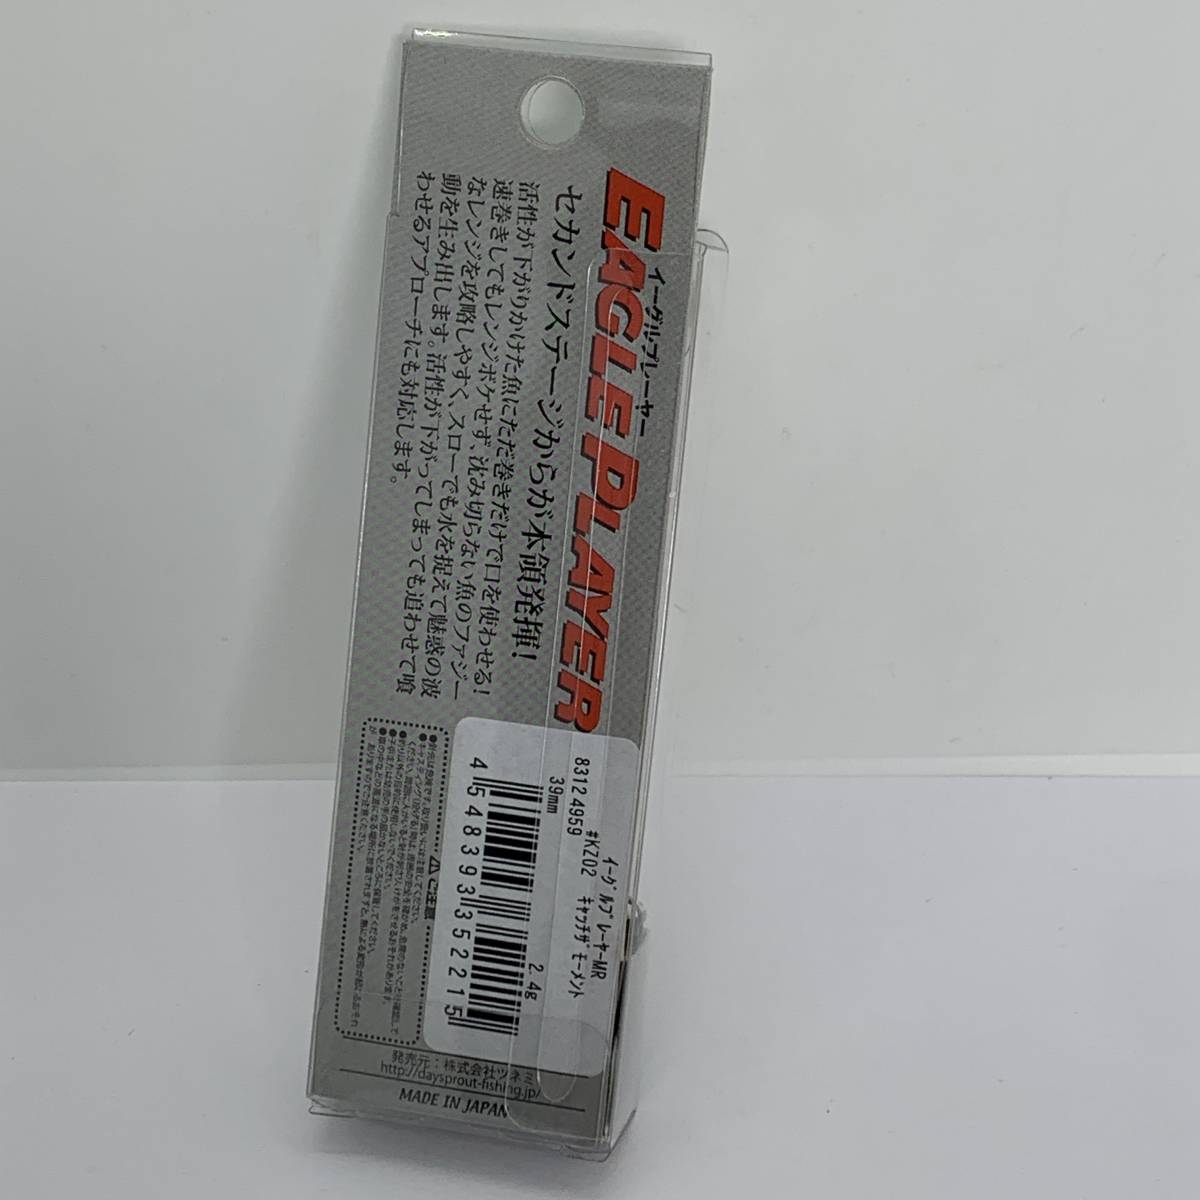 EAGLE PLAYER
イーグルプレーヤー
セカンドステージからが本領発揮!
活性が下がりかけた魚にただ巻きだけで口を使わせる!
速巻きしてもレンジボケせず、沈み切らない魚のファジー
なレンジを攻略しやすく、スローでも水を捉えて魅惑の波
動を生み出します。活性が下がってしまっても追わせて喰
わせるアプローチにも対応します。
イーグルプレーヤーMR
#KZ02 キャッチザモーメント
8312 4959
39mm 2.4g
4548393352215
⚠ご注意
発売元:株式会社ツネミ
http://daysprout-fishing.jp/
MADE IN JAPAN